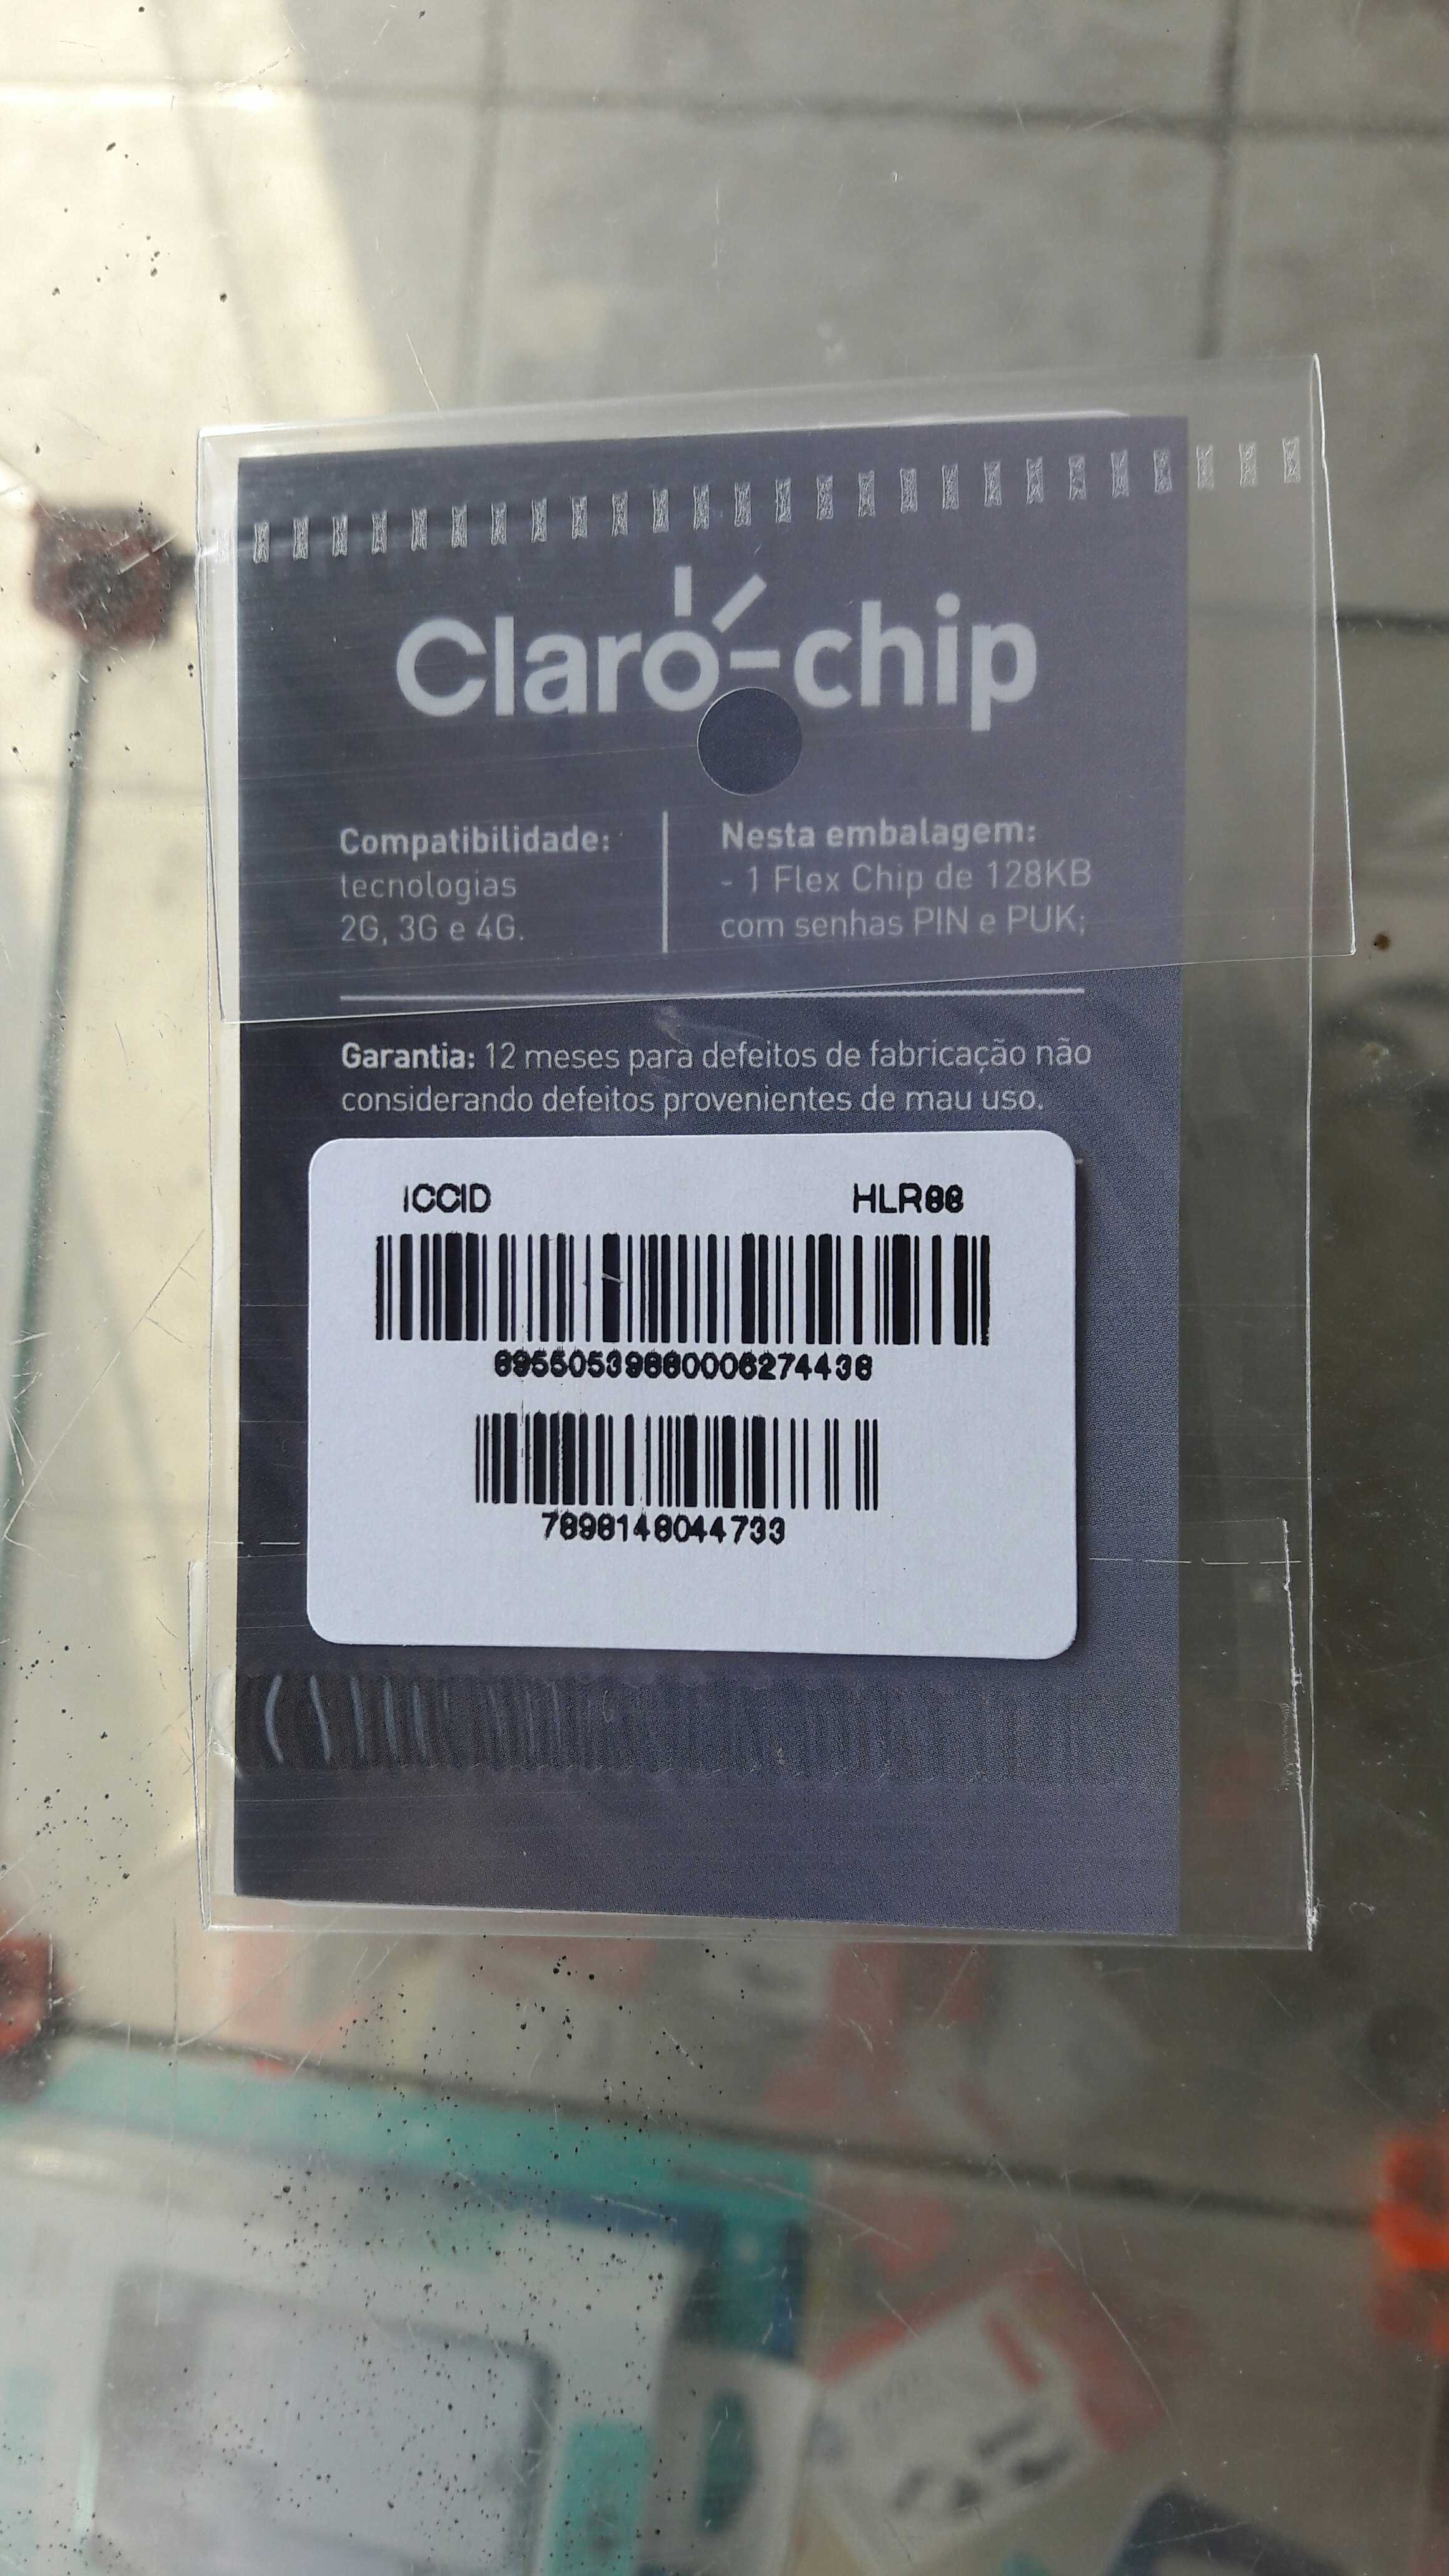 Claro-chip
Compatibilidade:
tecnologias
2G, 3G e 4G.
Nesta embalagem:
- 1 Flex Chip de 128KB
com senhas PIN e PUK;
Garantia: 12 meses para defeitos de fabricação não
considerando defeitos provenientes de mau uso.
ICCID HLR88
89550539880006274438
7898148044733